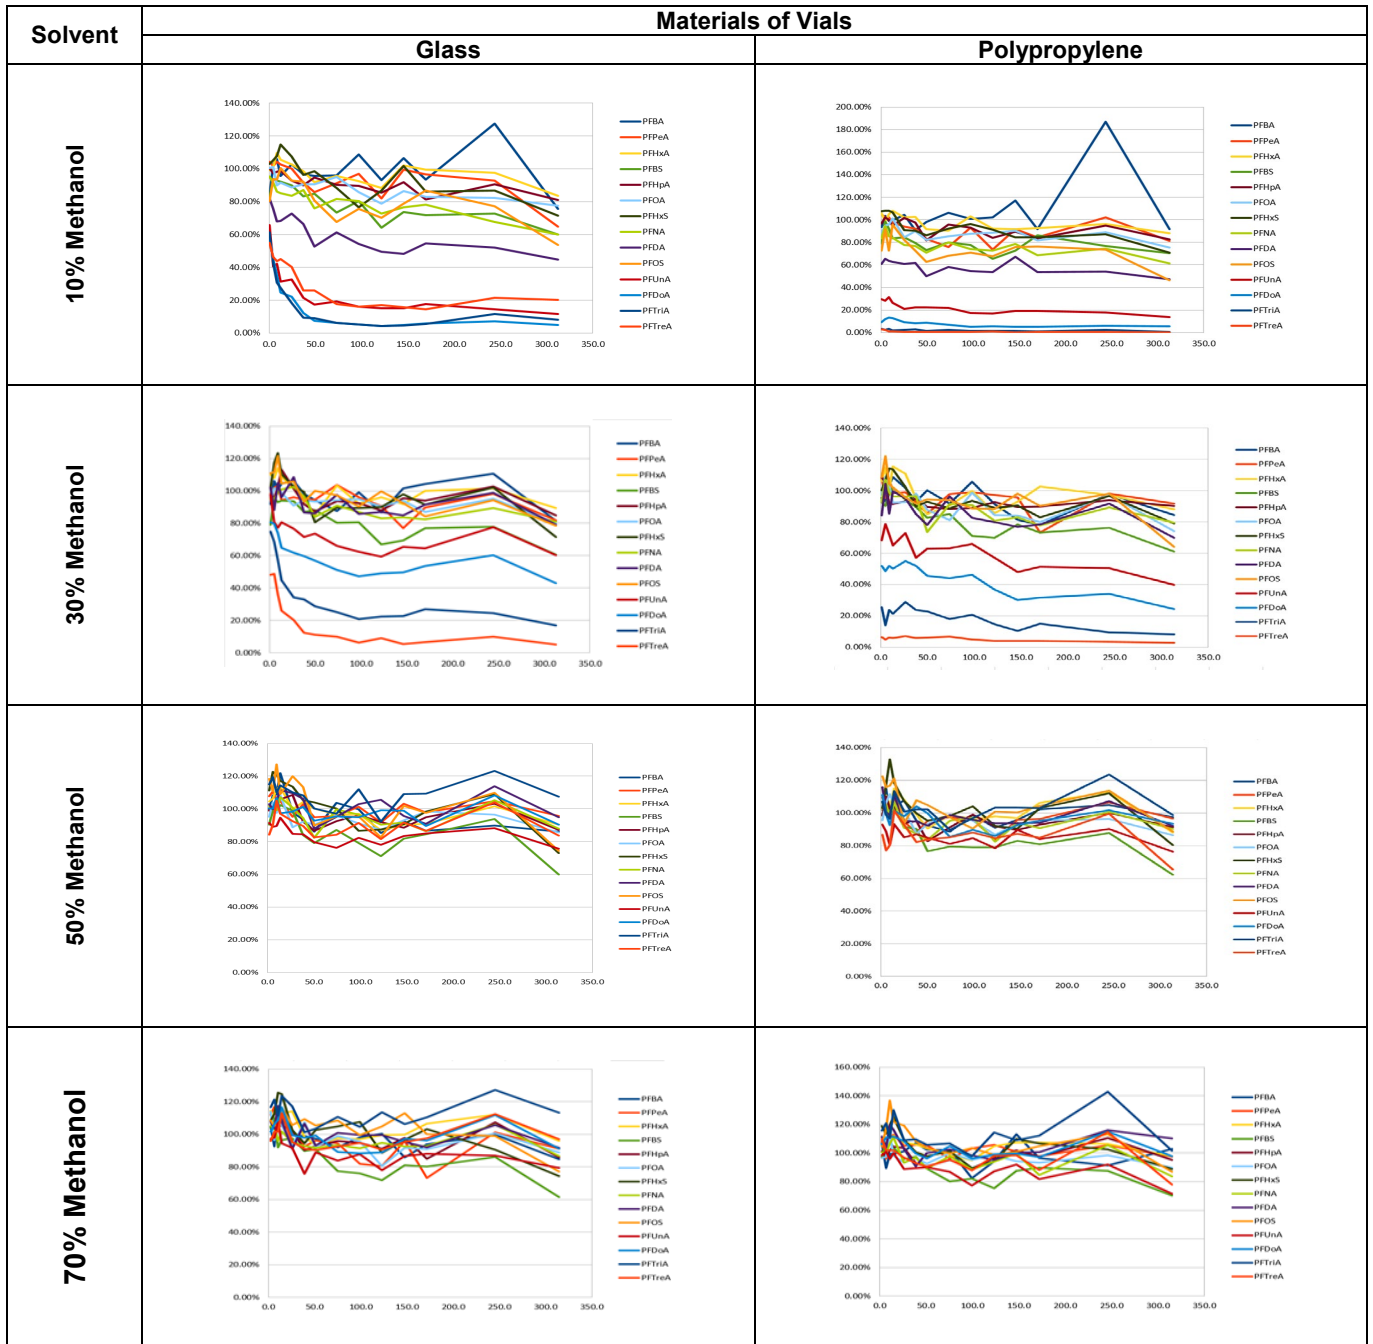 Solvent
Materials of Vials
Glass
Polypropylene
10% Methanol
140.00%
120.00%
100.00%
80.00%
60.00%
40.00%
20.00%
0.00%
0.0 50.0 100.0 150.0 200.0 250.0 300.0 350.0
PFBA
PFPeA
PFHxA
PFBS
PFHpA
PFOA
PFHxS
PFNA
PFDA
PFOS
PFUnA
PFDoA
PFTriA
PFTreA
200.00%
180.00%
160.00%
140.00%
120.00%
100.00%
80.00%
60.00%
40.00%
20.00%
0.00%
0.0 50.0 100.0 150.0 200.0 250.0 300.0 350.0
PFBA
PFPeA
PFHxA
PFBS
PFHpA
PFOA
PFHxS
PFNA
PFDA
PFOS
PFUnA
PFDoA
PFTriA
PFTreA
30% Methanol
140.00%
120.00%
100.00%
80.00%
60.00%
40.00%
20.00%
0.00%
0.0 50.0 100.0 150.0 200.0 250.0 300.0 350.0
PFBA
PFPeA
PFHxA
PFBS
PFHpA
PFOA
PFHxS
PFNA
PFDA
PFOS
PFUnA
PFDoA
PFTriA
PFTreA
140.00%
120.00%
100.00%
80.00%
60.00%
40.00%
20.00%
0.00%
0.0 50.0 100.0 150.0 200.0 250.0 300.0 350.0
PFBA
PFPeA
PFHxA
PFBS
PFHpA
PFOA
PFHxS
PFNA
PFDA
PFOS
PFUnA
PFDoA
PFTriA
PFTreA
50% Methanol
140.00%
120.00%
100.00%
80.00%
60.00%
40.00%
20.00%
0.00%
0.0 50.0 100.0 150.0 200.0 250.0 300.0 350.0
PFBA
PFPeA
PFHxA
PFBS
PFHpA
PFOA
PFHxS
PFNA
PFDA
PFOS
PFUnA
PFDoA
PFTriA
PFTreA
140.00%
120.00%
100.00%
80.00%
60.00%
40.00%
20.00%
0.00%
0.0 50.0 100.0 150.0 200.0 250.0 300.0 350.0
PFBA
PFPeA
PFHxA
PFBS
PFHpA
PFOA
PFHxS
PFNA
PFDA
PFOS
PFUnA
PFDoA
PFTriA
PFTreA
70% Methanol
140.00%
120.00%
100.00%
80.00%
60.00%
40.00%
20.00%
0.00%
0.0 50.0 100.0 150.0 200.0 250.0 300.0 350.0
PFBA
PFPeA
PFHxA
PFBS
PFHpA
PFOA
PFHxS
PFNA
PFDA
PFOS
PFUnA
PFDoA
PFTriA
PFTreA
160.00%
140.00%
120.00%
100.00%
80.00%
60.00%
40.00%
20.00%
0.00%
0.0 50.0 100.0 150.0 200.0 250.0 300.0 350.0
PFBA
PFPeA
PFHxA
PFBS
PFHpA
PFOA
PFHxS
PFNA
PFDA
PFOS
PFUnA
PFDoA
PFTriA
PFTreA